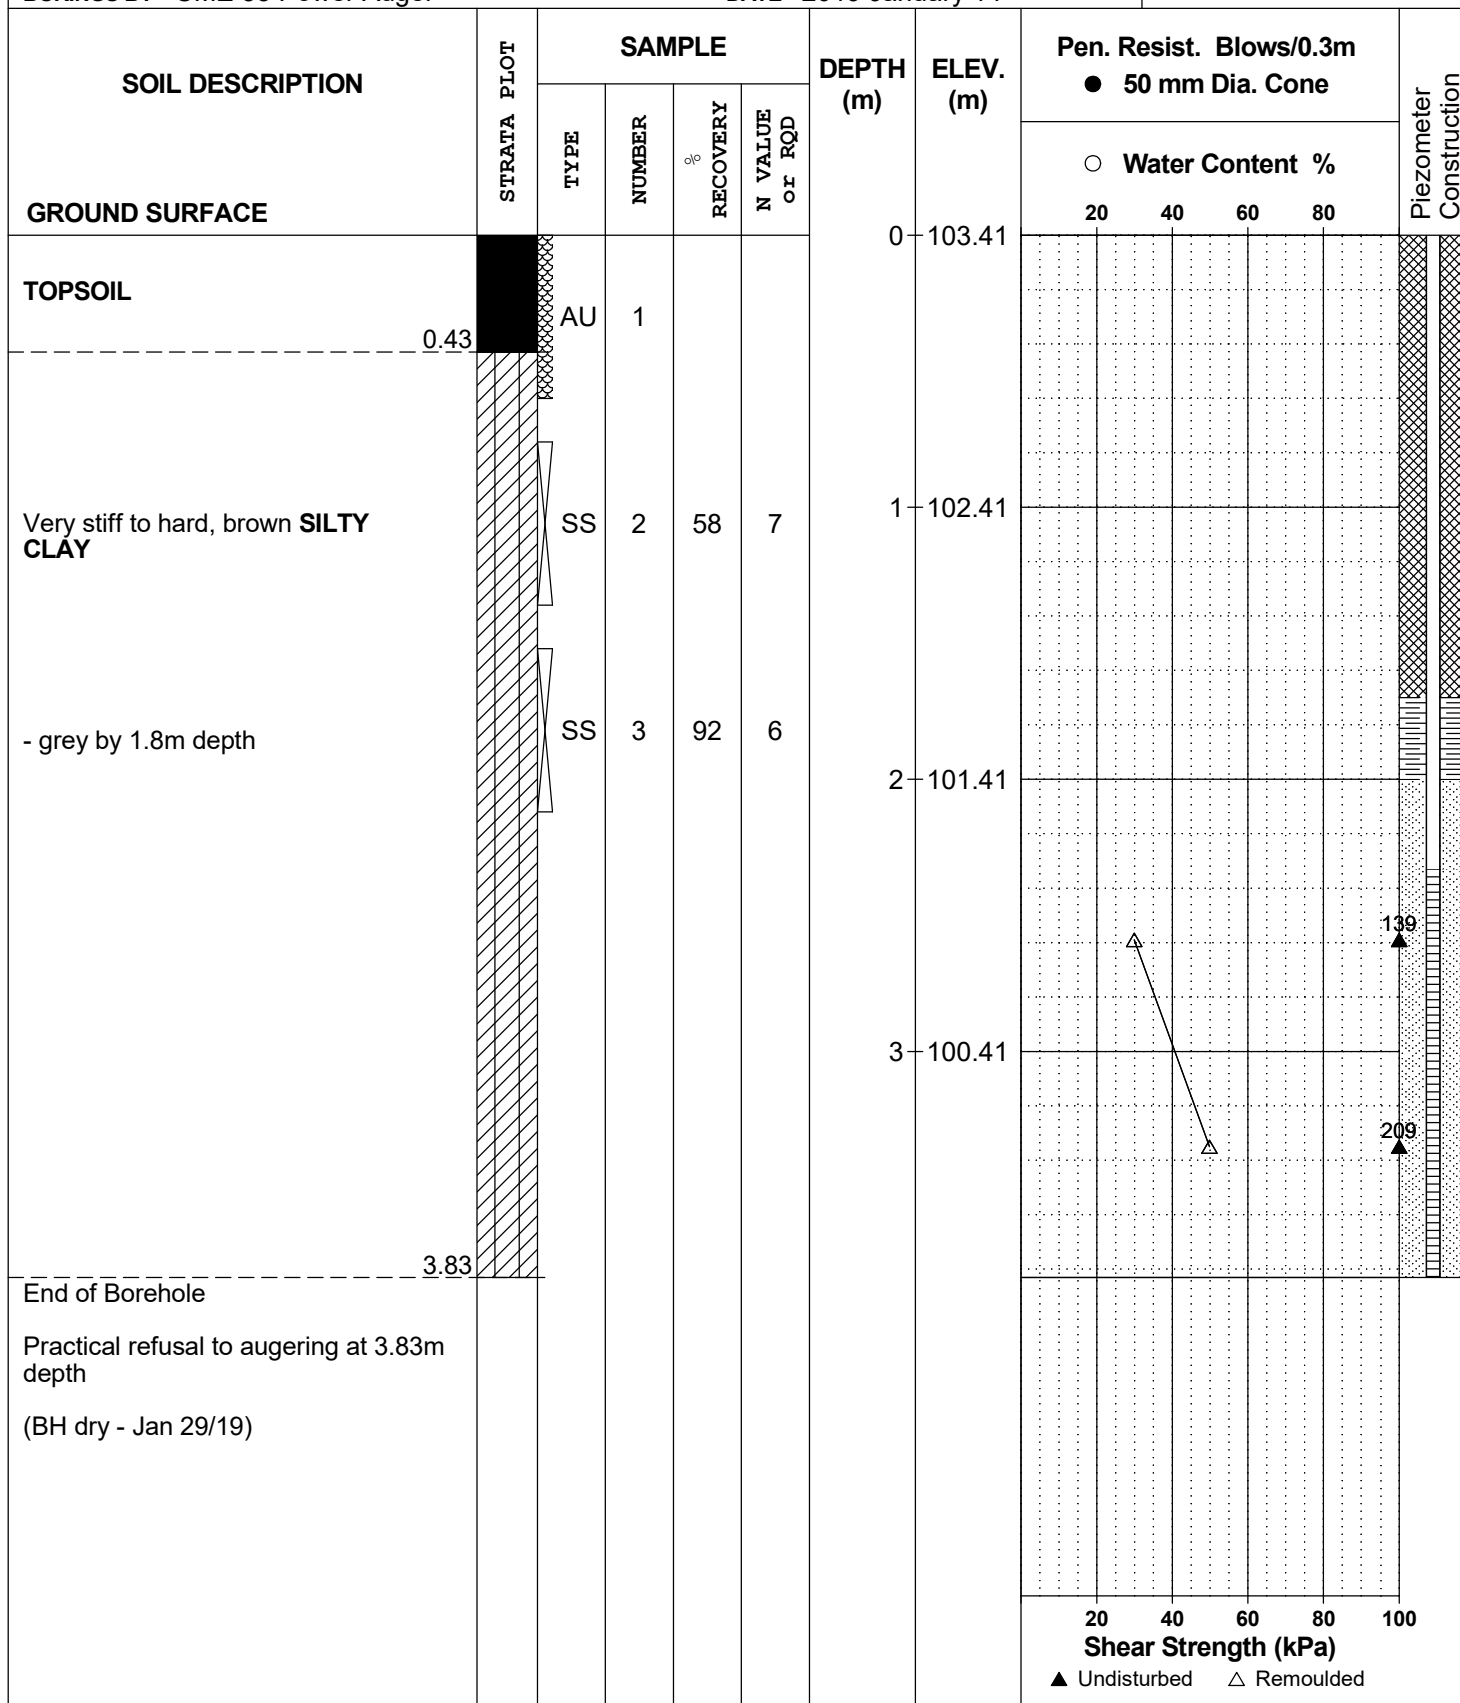 SOIL DESCRIPTION
GROUND SURFACE
STRATA PLOT
SAMPLE
TYPE
NUMBER
% RECOVERY
N VALUE
or RQD
DEPTH
(m)
ELEV.
(m)
Pen. Resist. Blows/0.3m
● 50 mm Dia. Cone
○ Water Content %
20 40 60 80
Piezometer
Construction
0 103.41
TOPSOIL
0.43
AU 1
1 102.41
Very stiff to hard, brown SILTY
CLAY
SS 2 58 7
- grey by 1.8m depth
SS 3 92 6
2 101.41
139
3 100.41
209
3.83
End of Borehole
Practical refusal to augering at 3.83m
depth
(BH dry - Jan 29/19)
20 40 60 80 100
Shear Strength (kPa)
▲ Undisturbed △ Remoulded